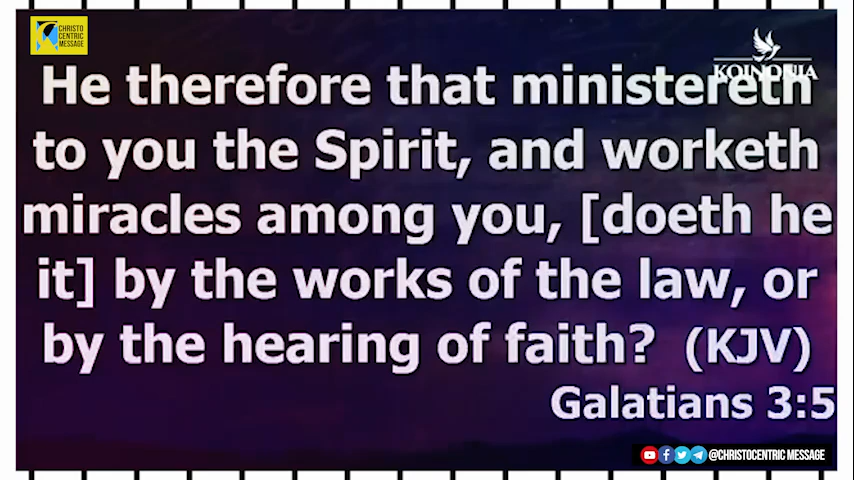 CHRISTO
CENTRIC
MESSAGE
KOINONIA
He therefore that ministereth
to you the Spirit, and worketh
miracles among you, [doeth he
it] by the works of the law, or
by the hearing of faith? (KJV)
Galatians 3:5
@CHRISTOCENTRIC MESSAGE